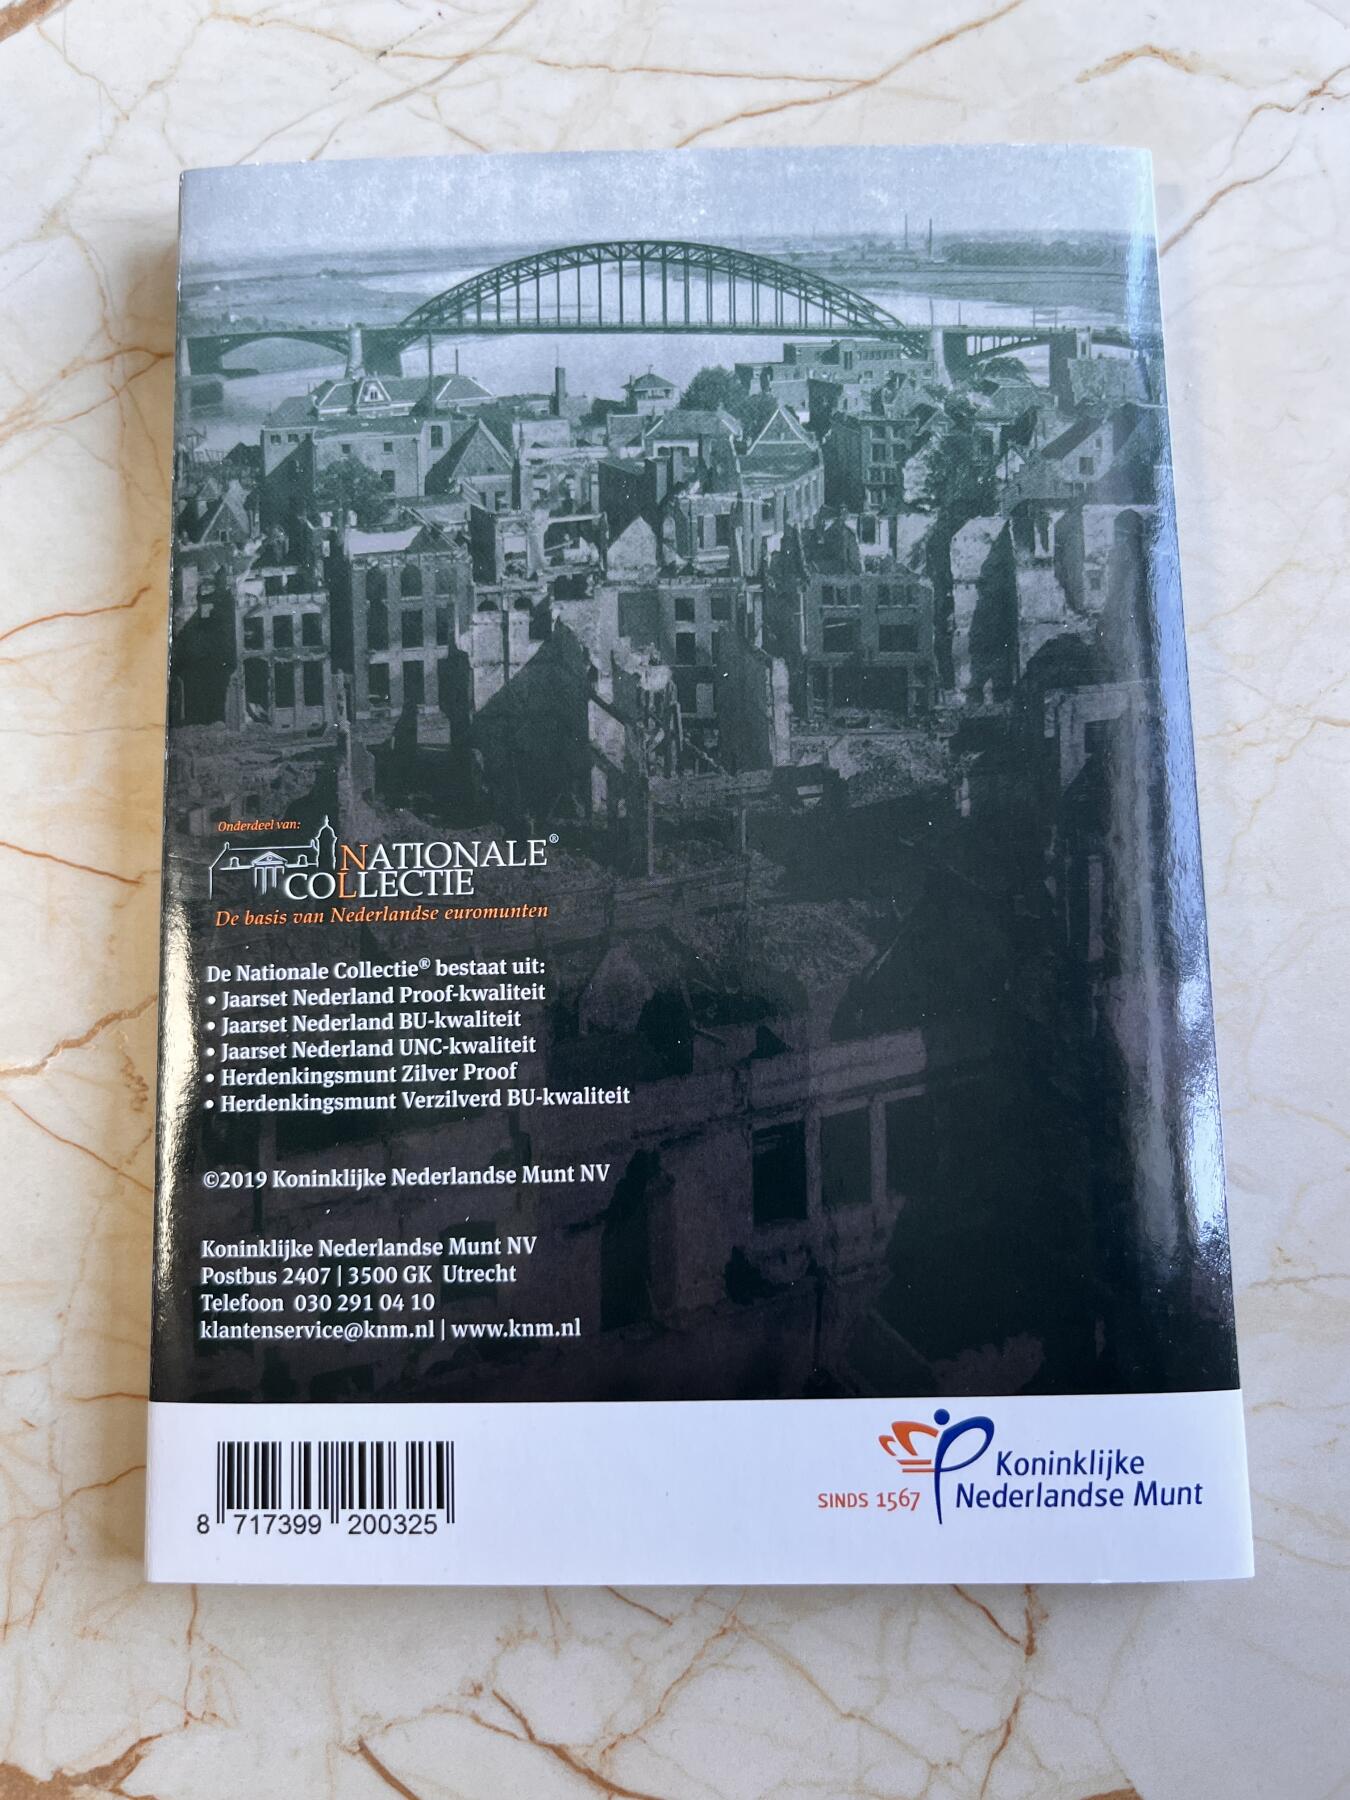 Onderdeel van:
NATIONALE®
COLLECTIE
De basis van Nederlandse euromunten
De Nationale Collectie® bestaat uit:
• Jaarset Nederland Proof-kwaliteit
• Jaarset Nederland BU-kwaliteit
• Jaarset Nederland UNC-kwaliteit
• Herdenkingsmunt Zilver Proof
• Herdenkingsmunt Verzilverd BU-kwaliteit
©2019 Koninklijke Nederlandse Munt NV
Koninklijke Nederlandse Munt NV
Postbus 2407 | 3500 GK Utrecht
Telefoon 030 291 04 10
klantenservice@knm.nl | www.knm.nl
8 717399 200325
SINDS 1567
Koninklijke
Nederlandse Munt